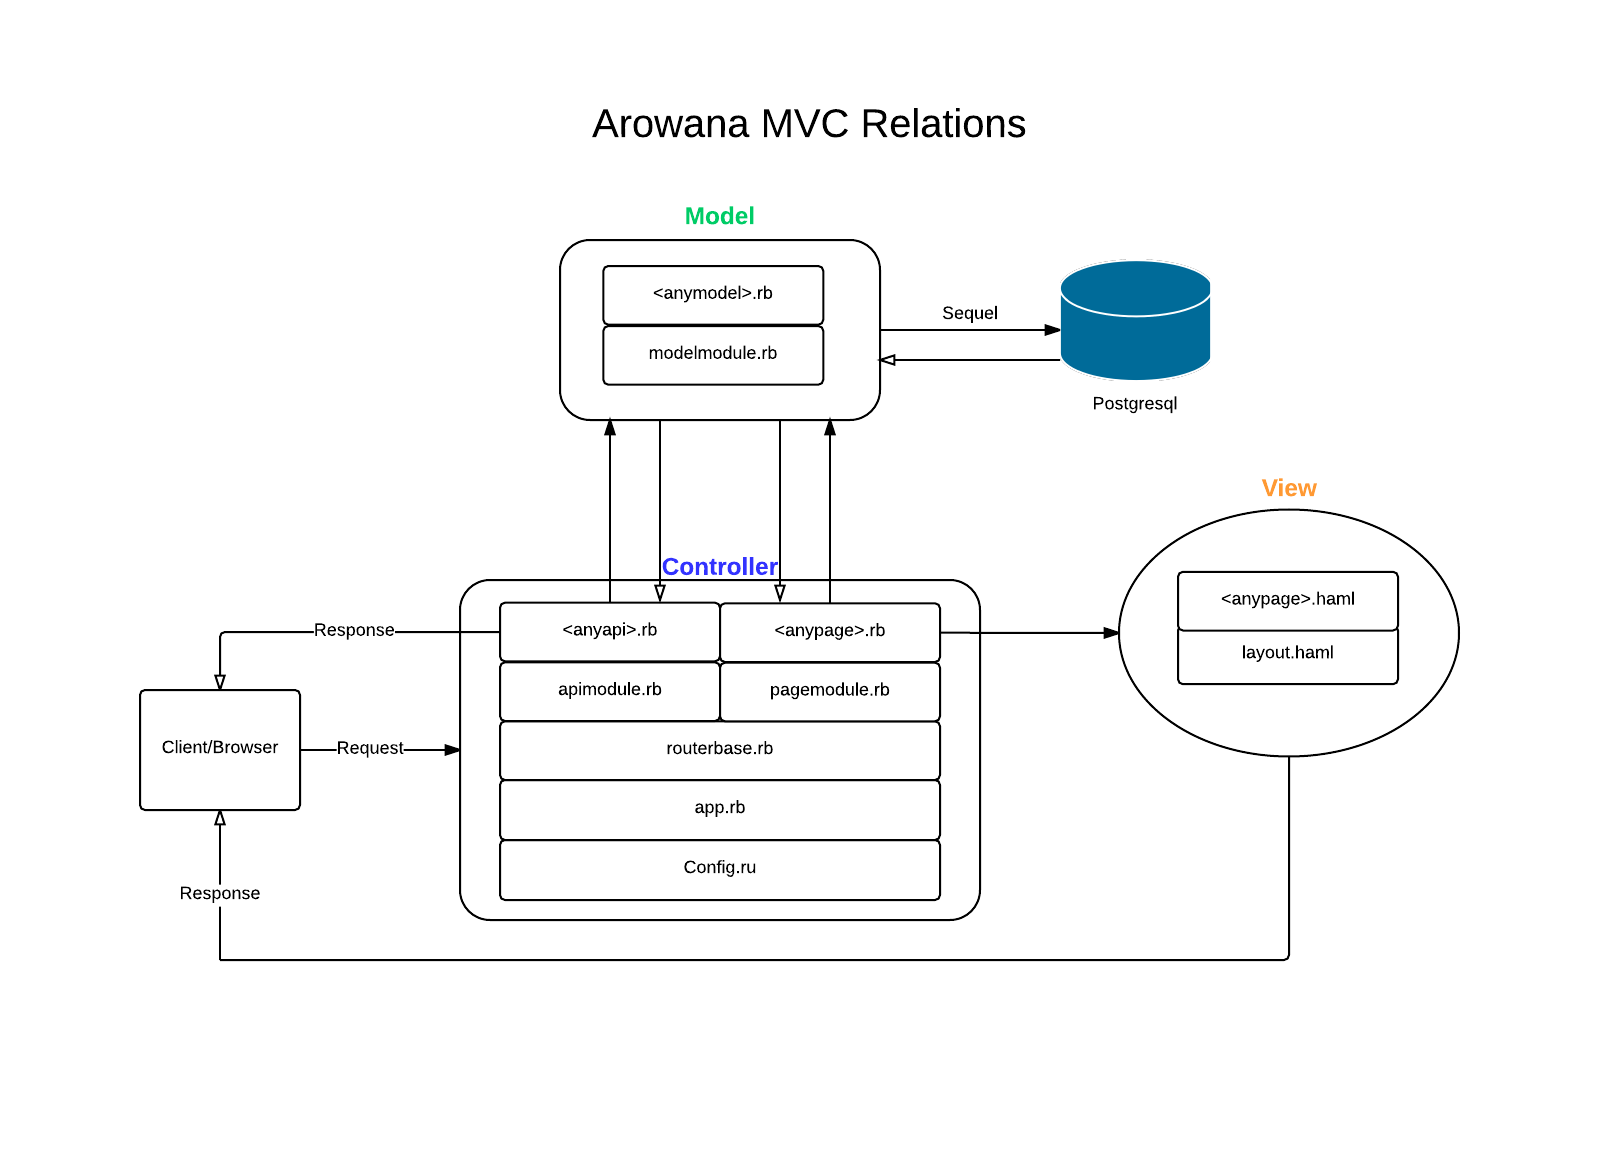 Arowana MVC Relations
Model
<anymodel>.rb
modelmodule.rb
Sequel
Postgresql
View
<anypage>.haml
layout.haml
Controller
<anyapi>.rb
<anypage>.rb
apimodule.rb
pagemodule.rb
routerbase.rb
app.rb
Config.ru
Response
Client/Browser
Request
Response